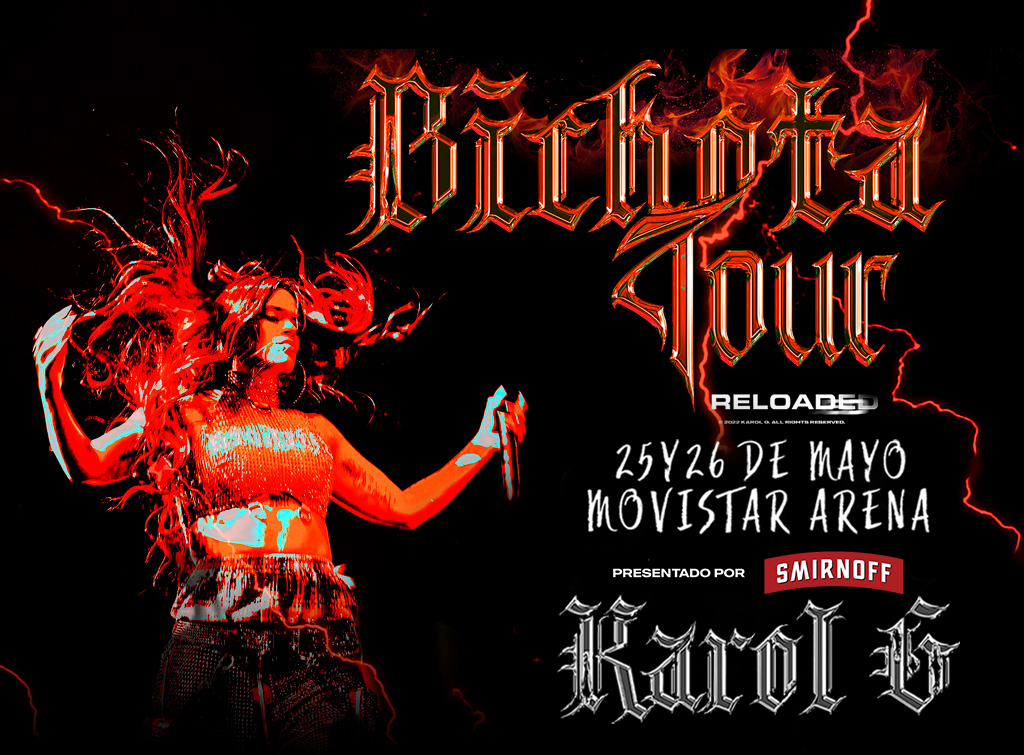 Bichota
Tour
RELOADED
2022 KAROL G. ALL RIGHTS RESERVED.
25Y26 DE MAYO
MOVISTAR ARENA
PRESENTADO POR SMIRNOFF
Karol G